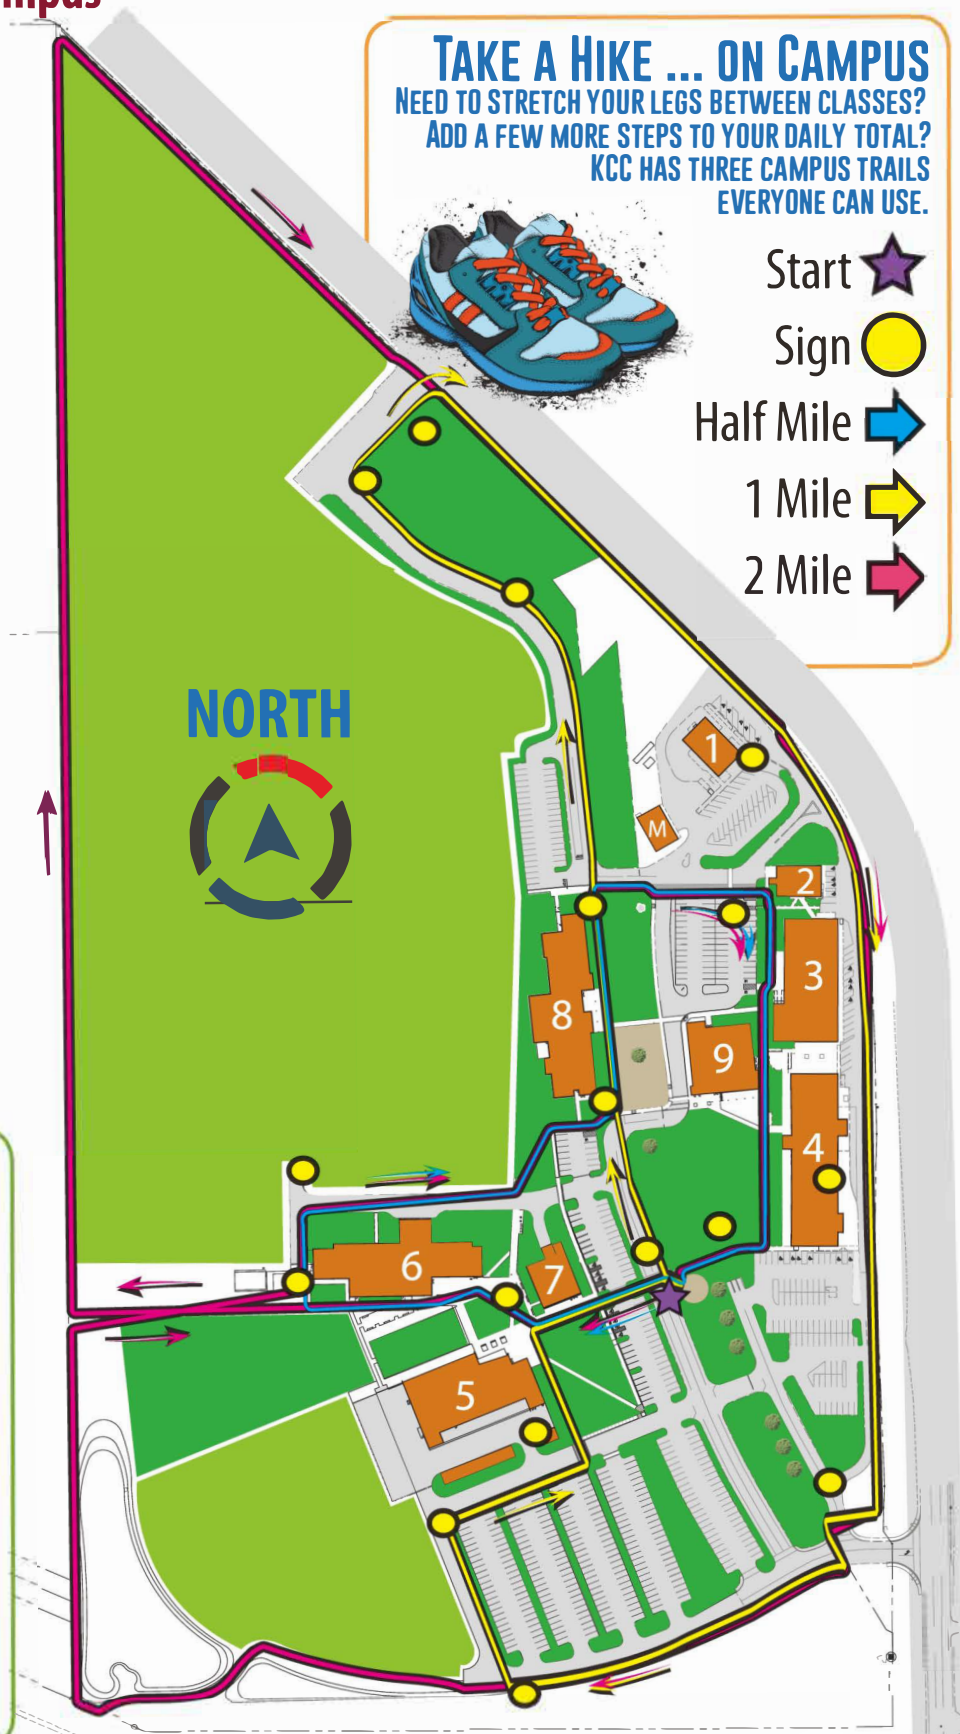 TAKE A HIKE ... ON CAMPUS
NEED TO STRETCH YOUR LEGS BETWEEN CLASSES?
ADD A FEW MORE STEPS TO YOUR DAILY TOTAL?
KCC HAS THREE CAMPUS TRAILS
EVERYONE CAN USE.
Start
Sign
Half Mile
1 Mile
2 Mile
NORTH
1
M
2
3
8
9
4
6
7
5